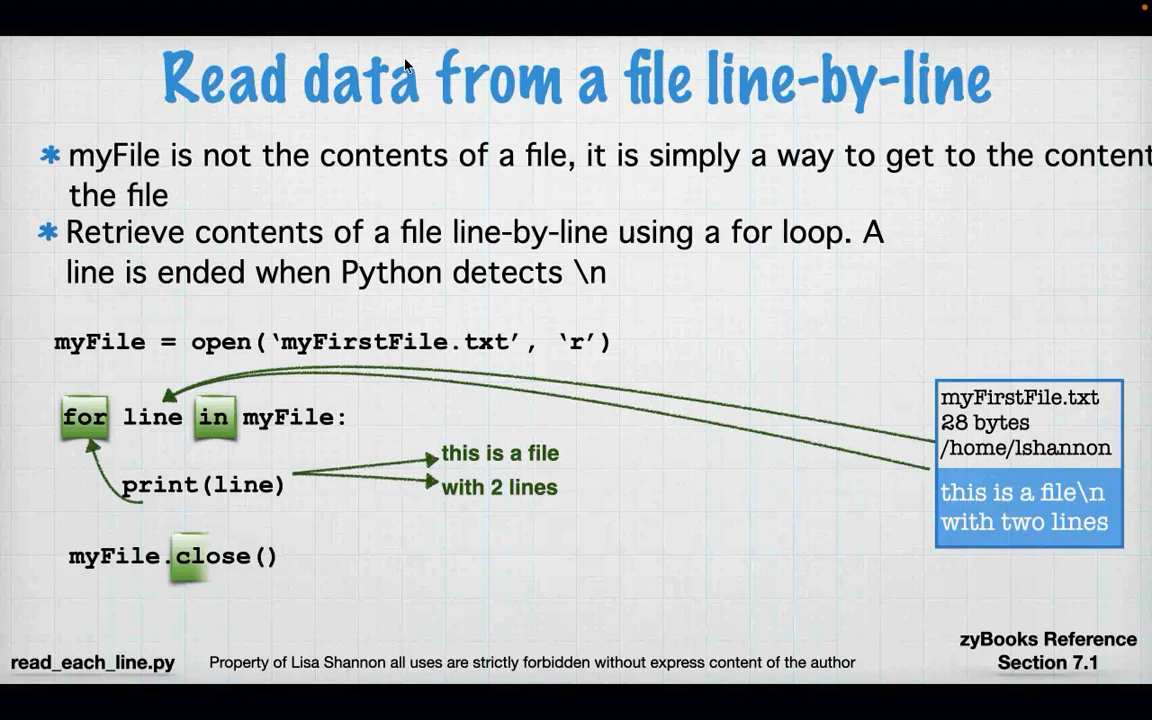 Read data from a file line-by-line
* myFile is not the contents of a file, it is simply a way to get to the content
the file
* Retrieve contents of a file line-by-line using a for loop. A
line is ended when Python detects \n
myFile = open(‘myFirstFile.txt’, ‘r’)
for line in myFile:
print(line)
this is a file
with 2 lines
myFile.close()
myFirstFile.txt
28 bytes
/home/lshannon
this is a file\n
with two lines
read_each_line.py
Property of Lisa Shannon all uses are strictly forbidden without express content of the author
zyBooks Reference
Section 7.1